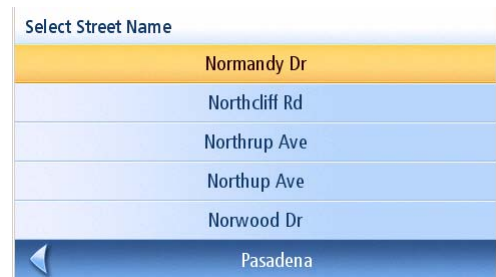 Select Street Name
Normandy Dr
Northcliff Rd
Northrup Ave
Northup Ave
Norwood Dr
Pasadena